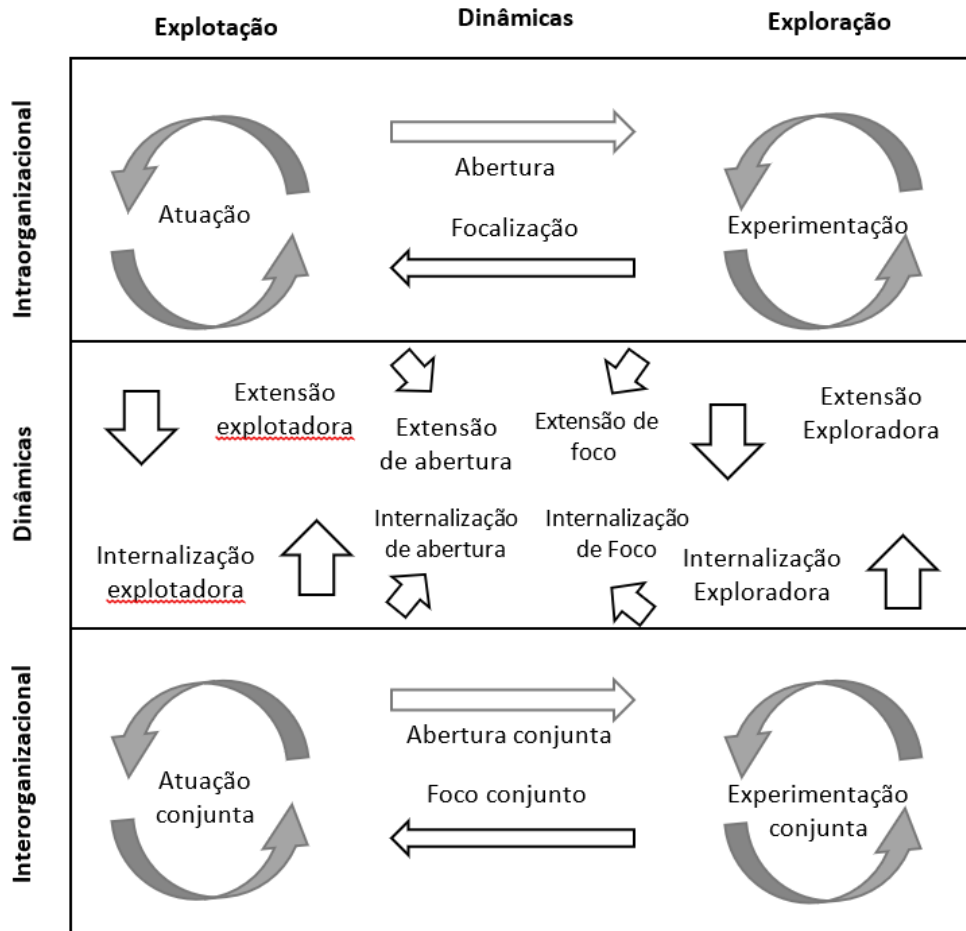 Explotação
Dinâmicas
Exploração
Intraorganizacional
Atuação
Abertura
Focalização
Experimentação
Dinâmicas
Extensão
explotadora
Extensão
de abertura
Extensão de
foco
Extensão
Exploradora
Internalização
explotadora
Internalização
de abertura
Internalização
de Foco
Internalização
Exploradora
Interorganizacional
Atuação
conjunta
Abertura conjunta
Foco conjunto
Experimentação
conjunta